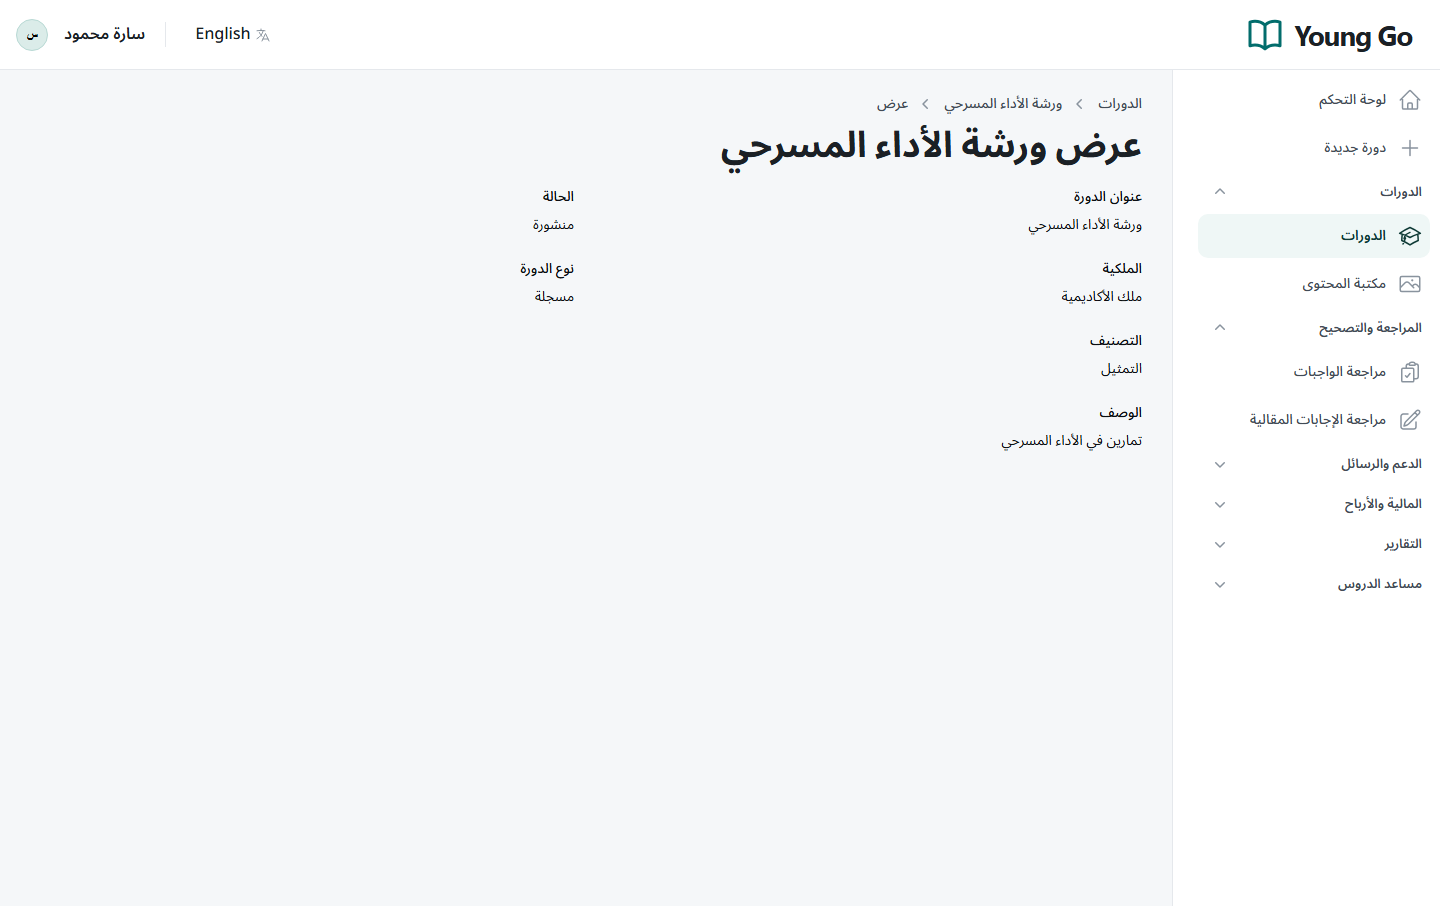 Young Go
English
سارة محمود
س
لوحة التحكم
دورة جديدة
الدورات
الدورات
مكتبة المحتوى
المراجعة والتصحيح
مراجعة الواجبات
مراجعة الإجابات المقالية
الدعم والرسائل
المالية والأرباح
التقارير
مساعد الدروس
الدورات
ورشة الأداء المسرحي
عرض
عرض ورشة الأداء المسرحي
عنوان الدورة
ورشة الأداء المسرحي
الحالة
منشورة
الملكية
ملك الأكاديمية
نوع الدورة
مسجلة
التصنيف
التمثيل
الوصف
تمارين في الأداء المسرحي